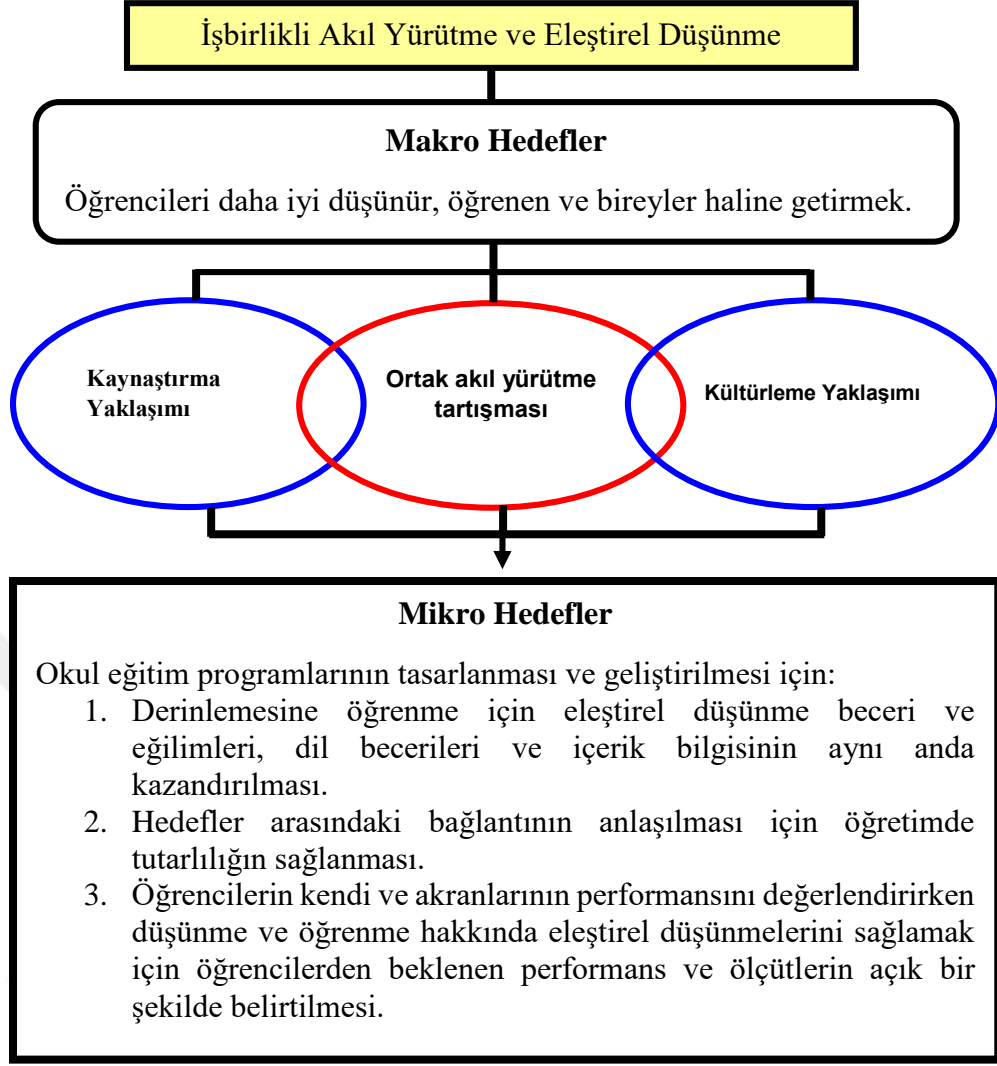 İşbirlikli Akıl Yürütme ve Eleştirel Düşünme
Makro Hedefler
Öğrencileri daha iyi düşünür, öğrenen ve bireyler haline getirmek.
Kaynaştırma
Yaklaşımı
Ortak akıl yürütme
tartışması
Kültürleme Yaklaşımı
Mikro Hedefler
Okul eğitim programlarının tasarlanması ve geliştirilmesi için:
1. Derinlemesine öğrenme için eleştirel düşünme beceri ve
eğilimleri, dil becerileri ve içerik bilgisinin aynı anda
kazandırılması.
2. Hedefler arasındaki bağlantının anlaşılması için öğretimde
tutarlılığın sağlanması.
3. Öğrencilerin kendi ve akranlarının performansını değerlendirirken
düşünme ve öğrenme hakkında eleştirel düşünmelerini sağlamak
için öğrencilerden beklenen performans ve ölçütlerin açık bir
şekilde belirtilmesi.